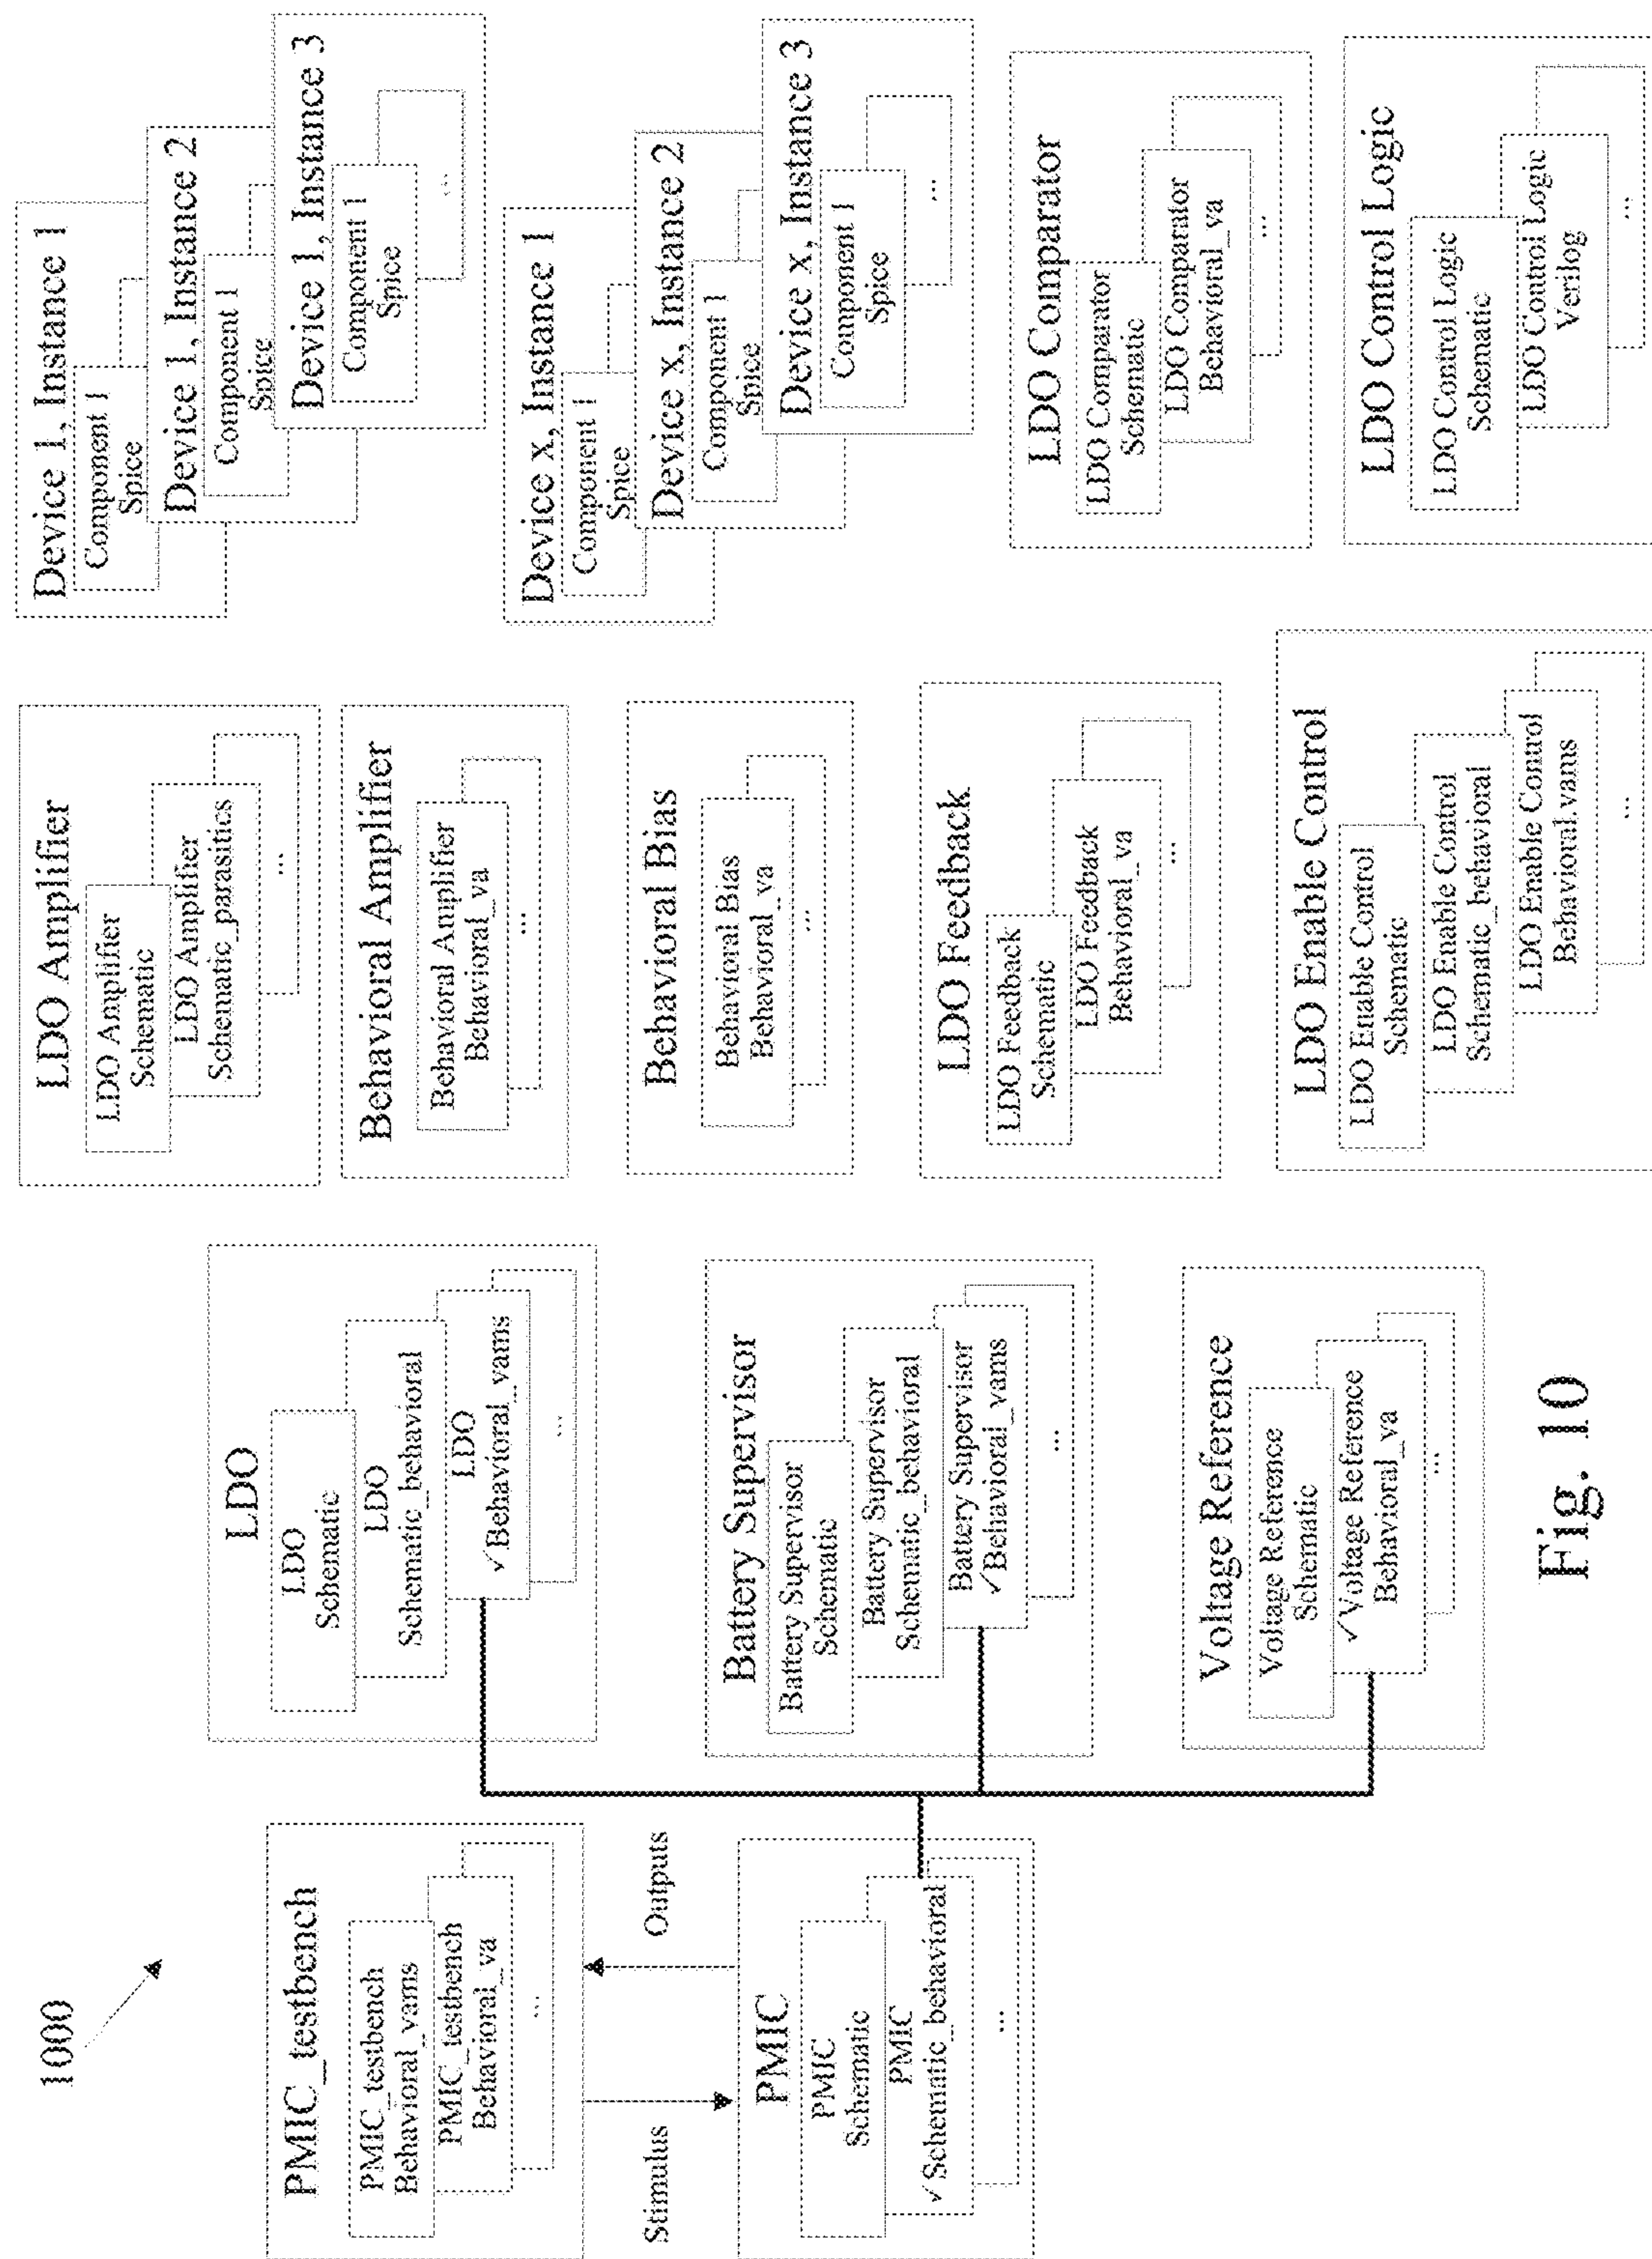 1000
PMIC_testbench
PMIC_testbench
Behavioral_vams
PMIC_testbench
Behavioral_va
...
Stimulus
Outputs
PMIC
PMIC
Schematic
PMIC
✓Schematic_behavioral
...
LDO
LDO
Schematic
LDO
Schematic_behavioral
LDO
✓Behavioral_vams
...
Battery Supervisor
Battery Supervisor
Schematic
Battery Supervisor
Schematic_behavioral
Battery Supervisor
✓Behavioral_vams
...
Voltage Reference
Voltage Reference
Schematic
✓Voltage Reference
Behavioral_va
...
LDO Amplifier
LDO Amplifier
Schematic
LDO Amplifier
Schematic_parasitics
...
Behavioral Amplifier
Behavioral Amplifier
Behavioral_va
...
Behavioral Bias
Behavioral Bias
Behavioral_va
...
LDO Feedback
LDO Feedback
Schematic
LDO Feedback
Behavioral_va
...
LDO Enable Control
LDO Enable Control
Schematic
LDO Enable Control
Schematic_behavioral
LDO Enable Control
Behavioral.vams
...
Device 1, Instance 1
Component 1
Spice
Device 1, Instance 2
Component 1
Spice
Device 1, Instance 3
Component 1
Spice
...
Device x, Instance 1
Component 1
Spice
Device x, Instance 2
Component 1
Spice
Device x, Instance 3
Component 1
Spice
...
LDO Comparator
LDO Comparator
Schematic
LDO Comparator
Behavioral_va
...
LDO Control Logic
LDO Control Logic
Schematic
LDO Control Logic
Verilog
...
Fig. 10